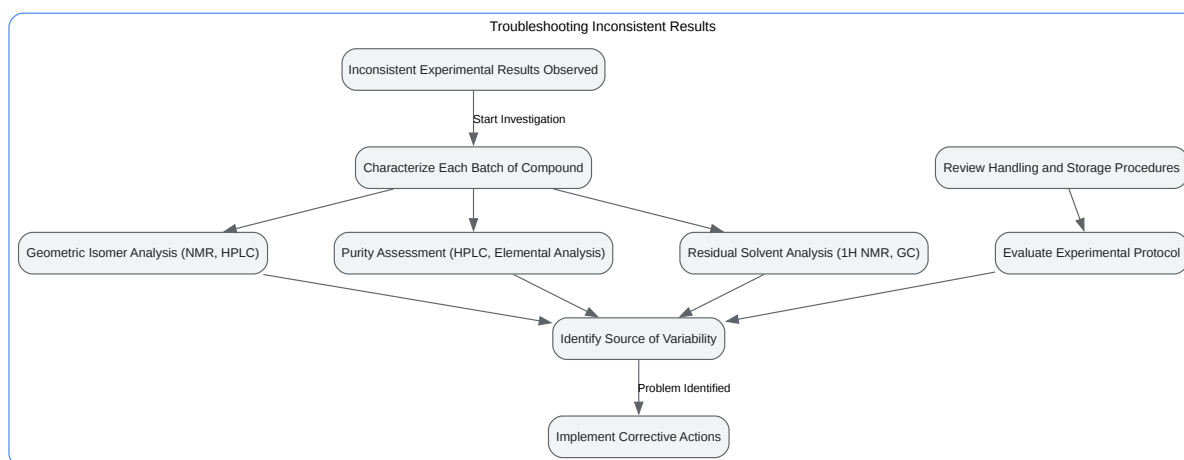 Troubleshooting Inconsistent Results
Inconsistent Experimental Results Observed
Start Investigation
Characterize Each Batch of Compound
Review Handling and Storage Procedures
Geometric Isomer Analysis (NMR, HPLC)
Purity Assessment (HPLC, Elemental Analysis)
Residual Solvent Analysis (1H NMR, GC)
Evaluate Experimental Protocol
Identify Source of Variability
Problem Identified
Implement Corrective Actions